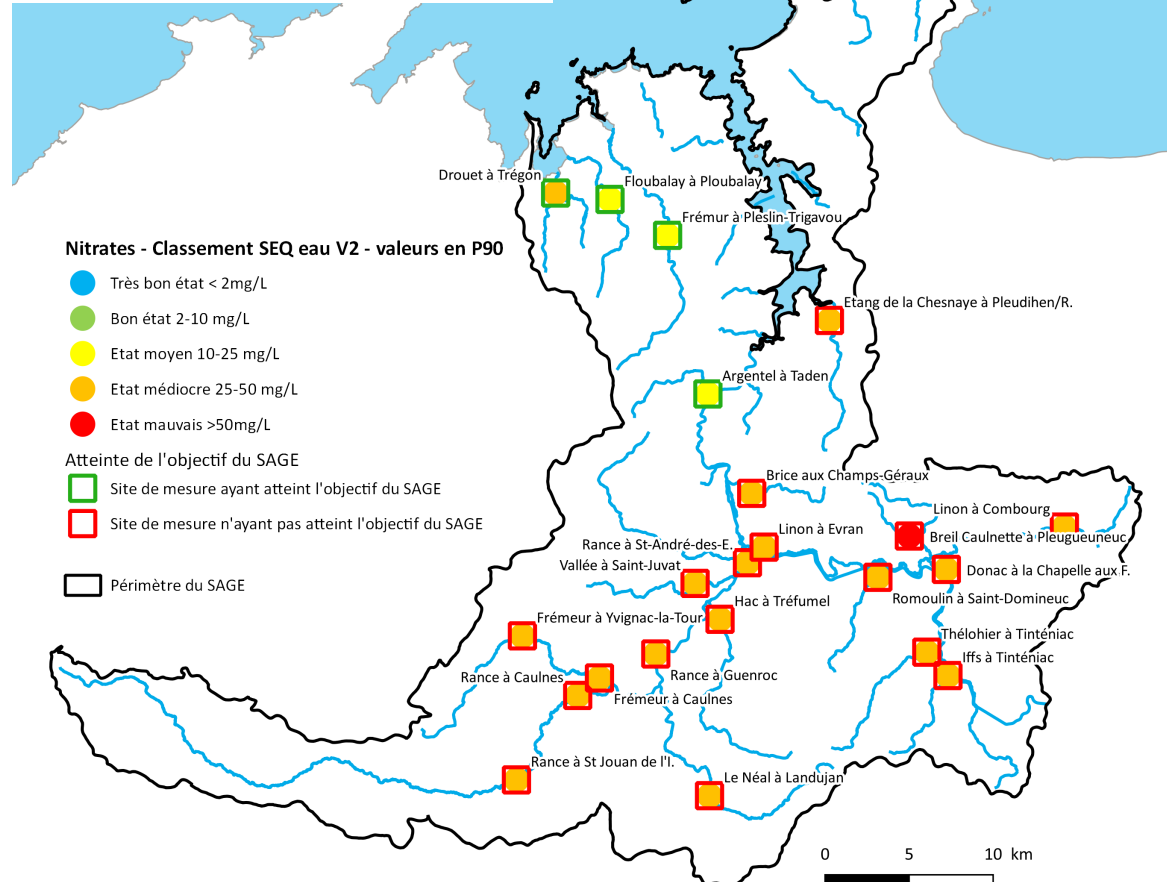 Drouet à Trégon
Floubalay à Ploubalay
Frémur à Pleslin-Trigavou
Nitrates - Classement SEQ eau V2 - valeurs en P90
Très bon état < 2mg/L
Bon état 2-10 mg/L
Etat moyen 10-25 mg/L
Etat médiocre 25-50 mg/L
Etat mauvais >50mg/L
Atteinte de l'objectif du SAGE
Site de mesure ayant atteint l'objectif du SAGE
Site de mesure n'ayant pas atteint l'objectif du SAGE
Périmètre du SAGE
Etang de la Chesnaye à Pleudihen/R.
Argentel à Taden
Brice aux Champs-Géraux
Linon à Combourg
Linon à Evran
Breil Caulnette à Pleugueuneuc
Rance à St-André-des-E.
Vallée à Saint-Juvat
Donac à la Chapelle aux F.
Romoulin à Saint-Domineuc
Hac à Tréfumel
Frémeur à Yvignac-la-Tour
Thélohier à Tinténiac
Iffs à Tinténiac
Rance à Caulnes
Rance à Guenroc
Frémeur à Caulnes
Rance à St Jouan de l'I.
Le Néal à Landujan
0 5 10 km